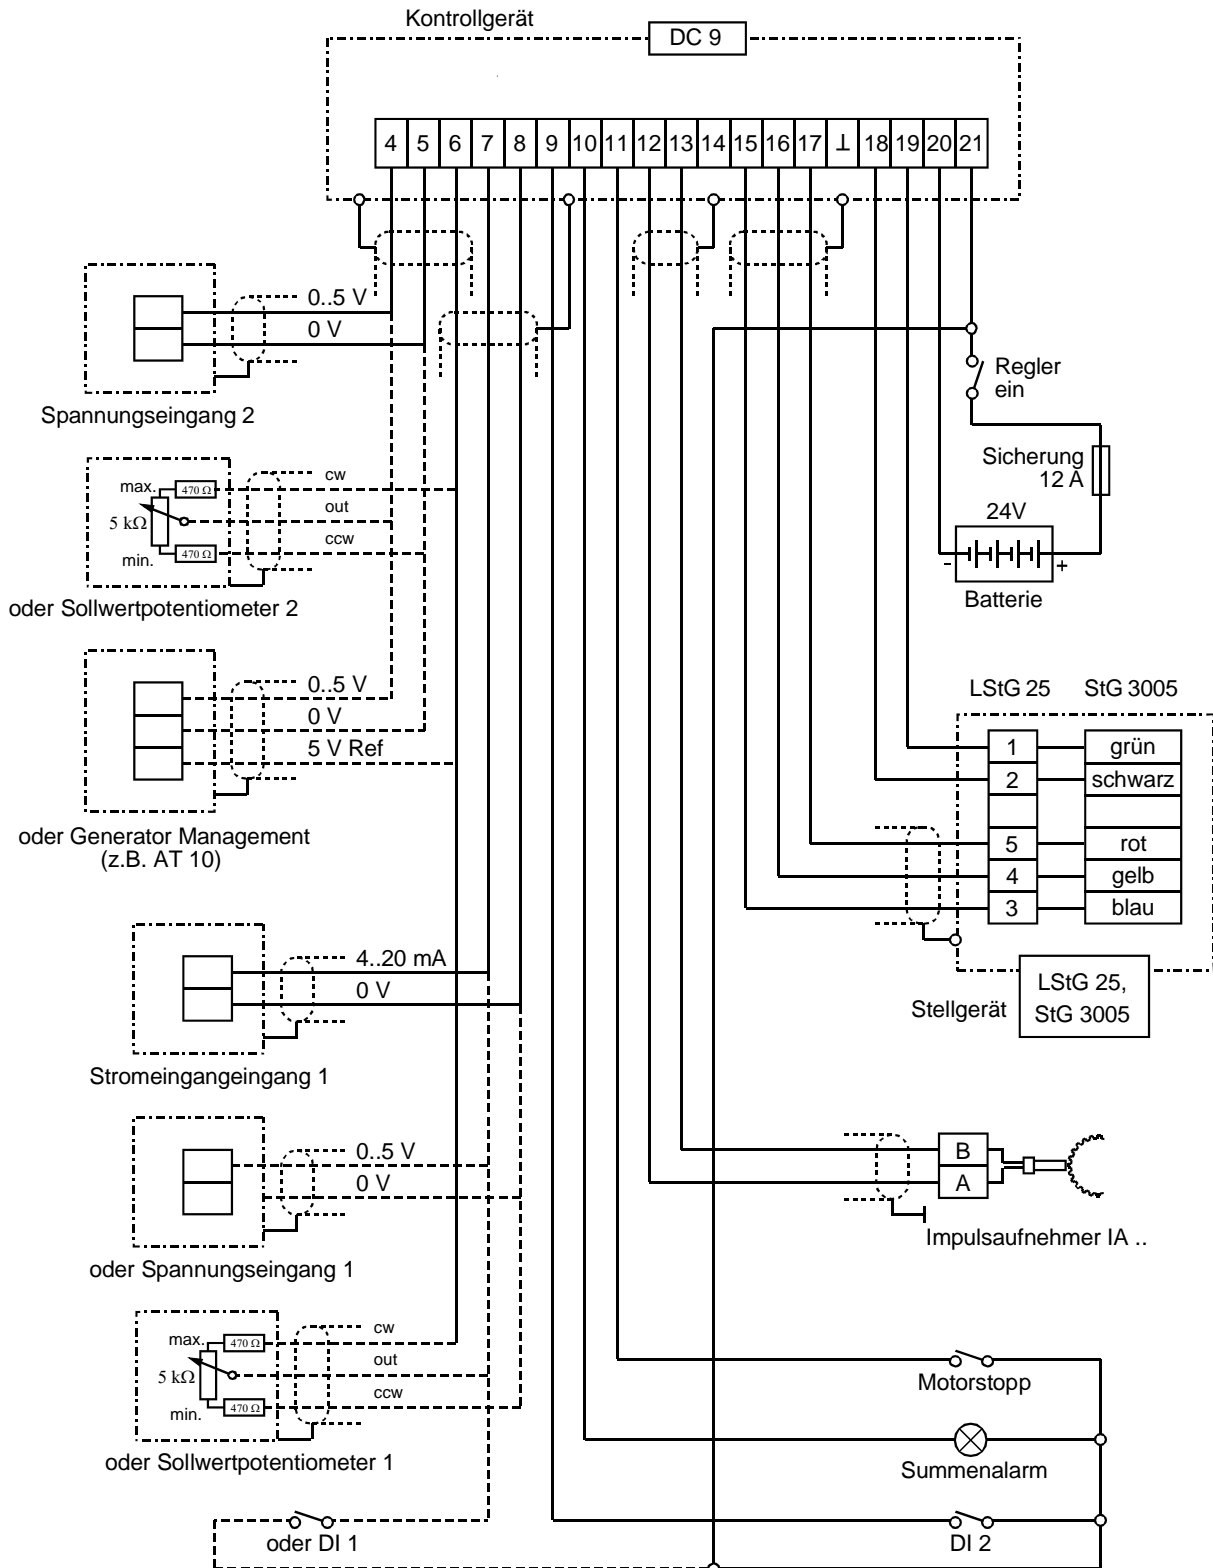 Kontrollgerät
DC 9
4 5 6 7 8 9 10 11 12 13 14 15 16 17 ⊥ 18 19 20 21
0..5 V
0 V
Spannungseingang 2
Regler
ein
Sicherung
12 A
24V
- +
Batterie
max.
470 Ω
cw
5 kΩ
out
470 Ω
ccw
min.
oder Sollwertpotentiometer 2
0..5 V
0 V
5 V Ref
oder Generator Management
(z.B. AT 10)
LStG 25 StG 3005
1 grün
2 schwarz
5 rot
4 gelb
3 blau
Stellgerät
LStG 25,
StG 3005
4..20 mA
0 V
Stromeingangeingang 1
0..5 V
0 V
oder Spannungseingang 1
B
A
Impulsaufnehmer IA ..
max.
470 Ω
cw
5 kΩ
out
470 Ω
ccw
min.
oder Sollwertpotentiometer 1
Motorstopp
Summenalarm
oder DI 1
DI 2